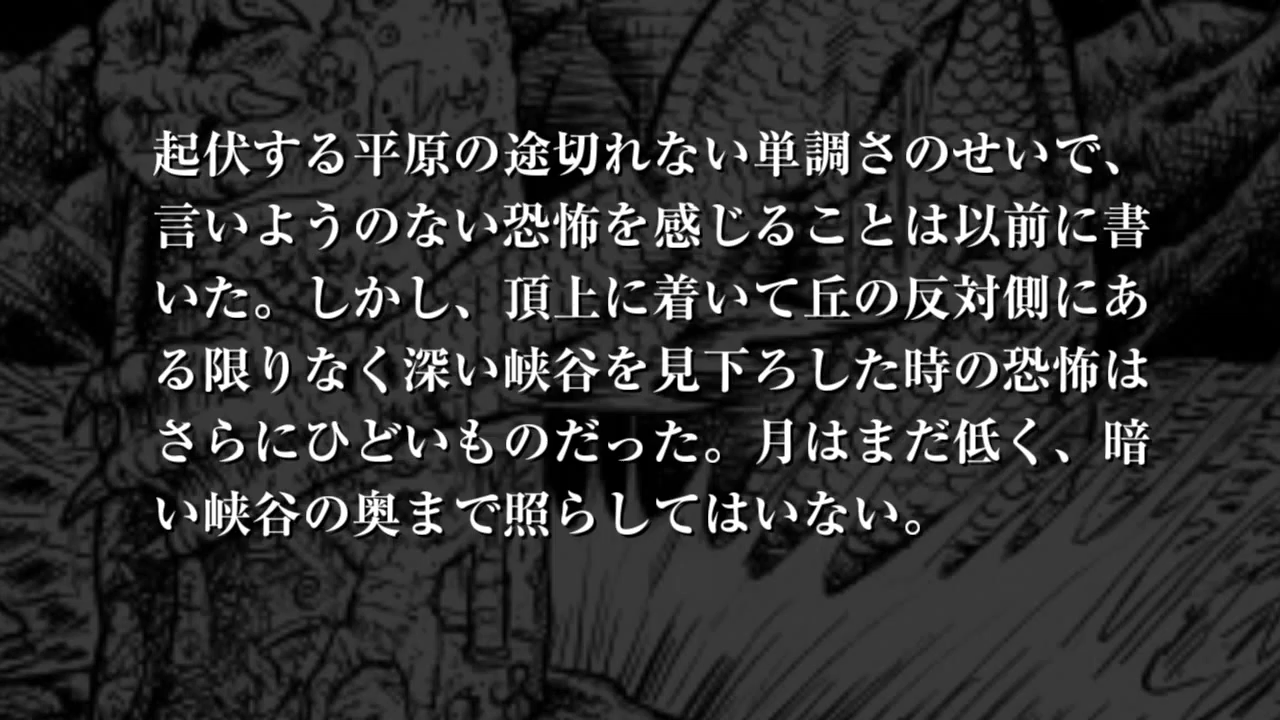 起伏する平原の途切れない単調さのせいで、
言いようのない恐怖を感じることは以前に書
いた。しかし、頂上に着いて丘の反対側にあ
る限りなく深い峡谷を見下ろした時の恐怖は
さらにひどいものだった。月はまだ低く、暗
い峡谷の奥まで照らしてはいない。